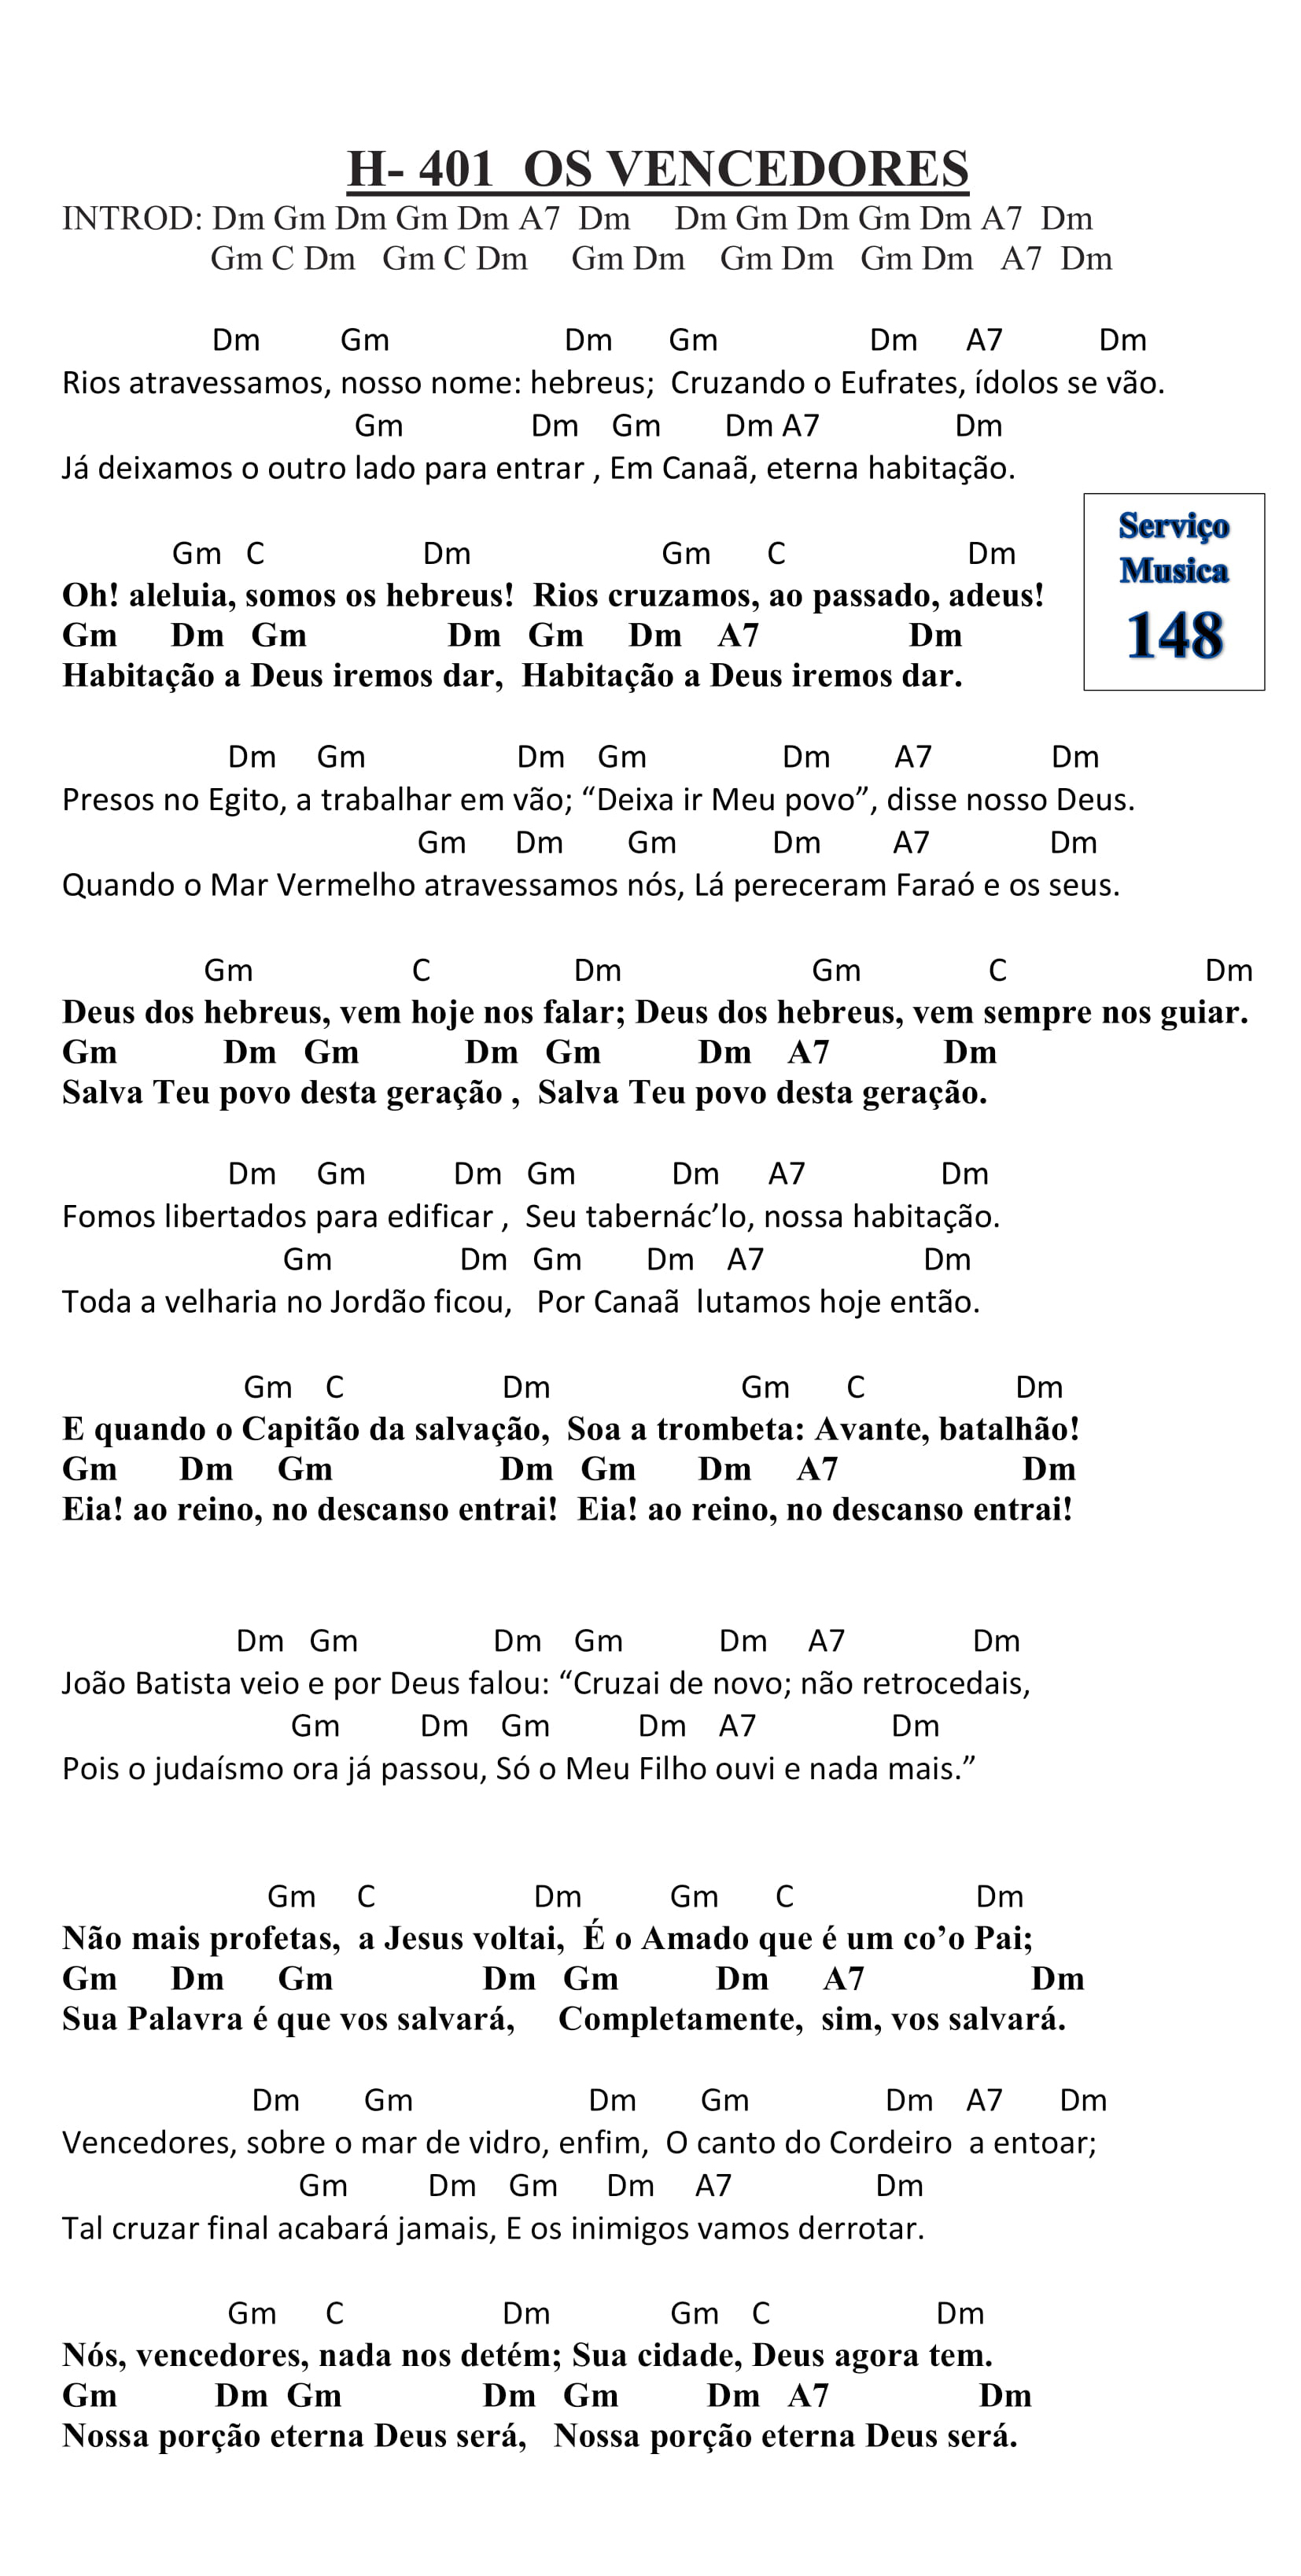 H- 401 OS VENCEDORES
INTROD: Dm Gm Dm Gm Dm A7 Dm Dm Gm Dm Gm Dm A7 Dm
Gm C Dm Gm C Dm Gm Dm Gm Dm Gm Dm A7 Dm
Dm Gm Dm Gm Dm A7 Dm
Rios atravessamos, nosso nome: hebreus; Cruzando o Eufrates, ídolos se vão.
Gm Dm Gm Dm A7 Dm
Já deixamos o outro lado para entrar , Em Canaã, eterna habitação.
Gm C Dm Gm C Dm
Oh! aleluia, somos os hebreus! Rios cruzamos, ao passado, adeus!
Gm Dm Gm Dm Gm Dm A7 Dm
Habitação a Deus iremos dar, Habitação a Deus iremos dar.
Serviço
Musica
148
Dm Gm Dm Gm Dm A7 Dm
Presos no Egito, a trabalhar em vão; “Deixa ir Meu povo”, disse nosso Deus.
Gm Dm Gm Dm A7 Dm
Quando o Mar Vermelho atravessamos nós, Lá pereceram Faraó e os seus.
Gm C Dm Gm C Dm
Deus dos hebreus, vem hoje nos falar; Deus dos hebreus, vem sempre nos guiar.
Gm Dm Gm Dm Gm Dm A7 Dm
Salva Teu povo desta geração , Salva Teu povo desta geração.
Dm Gm Dm Gm Dm A7 Dm
Fomos libertados para edificar , Seu tabernác’lo, nossa habitação.
Gm Dm Gm Dm A7 Dm
Toda a velharia no Jordão ficou, Por Canaã lutamos hoje então.
Gm C Dm Gm C Dm
E quando o Capitão da salvação, Soa a trombeta: Avante, batalhão!
Gm Dm Gm Dm Gm Dm A7 Dm
Eia! ao reino, no descanso entrai! Eia! ao reino, no descanso entrai!
Dm Gm Dm Gm Dm A7 Dm
João Batista veio e por Deus falou: “Cruzai de novo; não retrocedais,
Gm Dm Gm Dm A7 Dm
Pois o judaísmo ora já passou, Só o Meu Filho ouvi e nada mais.”
Gm C Dm Gm C Dm
Não mais profetas, a Jesus voltai, É o Amado que é um co’o Pai;
Gm Dm Gm Dm Gm Dm A7 Dm
Sua Palavra é que vos salvará, Completamente, sim, vos salvará.
Dm Gm Dm Gm Dm A7 Dm
Vencedores, sobre o mar de vidro, enfim, O canto do Cordeiro a entoar;
Gm Dm Gm Dm A7 Dm
Tal cruzar final acabará jamais, E os inimigos vamos derrotar.
Gm C Dm Gm C Dm
Nós, vencedores, nada nos detém; Sua cidade, Deus agora tem.
Gm Dm Gm Dm Gm Dm A7 Dm
Nossa porção eterna Deus será, Nossa porção eterna Deus será.